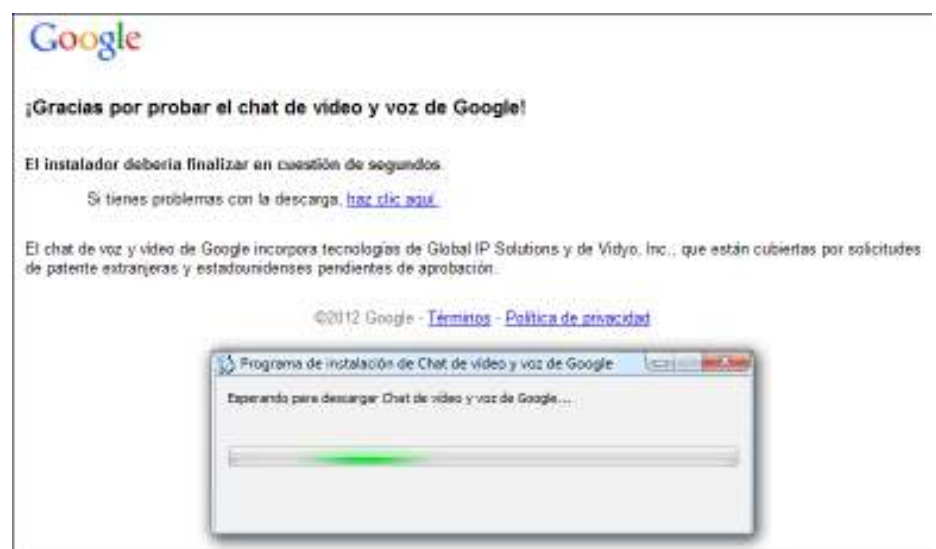 Google
¡Gracias por probar el chat de vídeo y voz de Google!
El instalador debería finalizar en cuestión de segundos.
Si tienes problemas con la descarga, haz clic aquí.
El chat de voz y vídeo de Google incorpora tecnologías de Global IP Solutions y de Vidyo, Inc., que están cubiertas por solicitudes
de patente extranjeras y estadounidenses pendientes de aprobación.
©2012 Google - Términos - Política de privacidad
Programa de instalación de Chat de vídeo y voz de Google
Esperando para descargar Chat de vídeo y voz de Google...